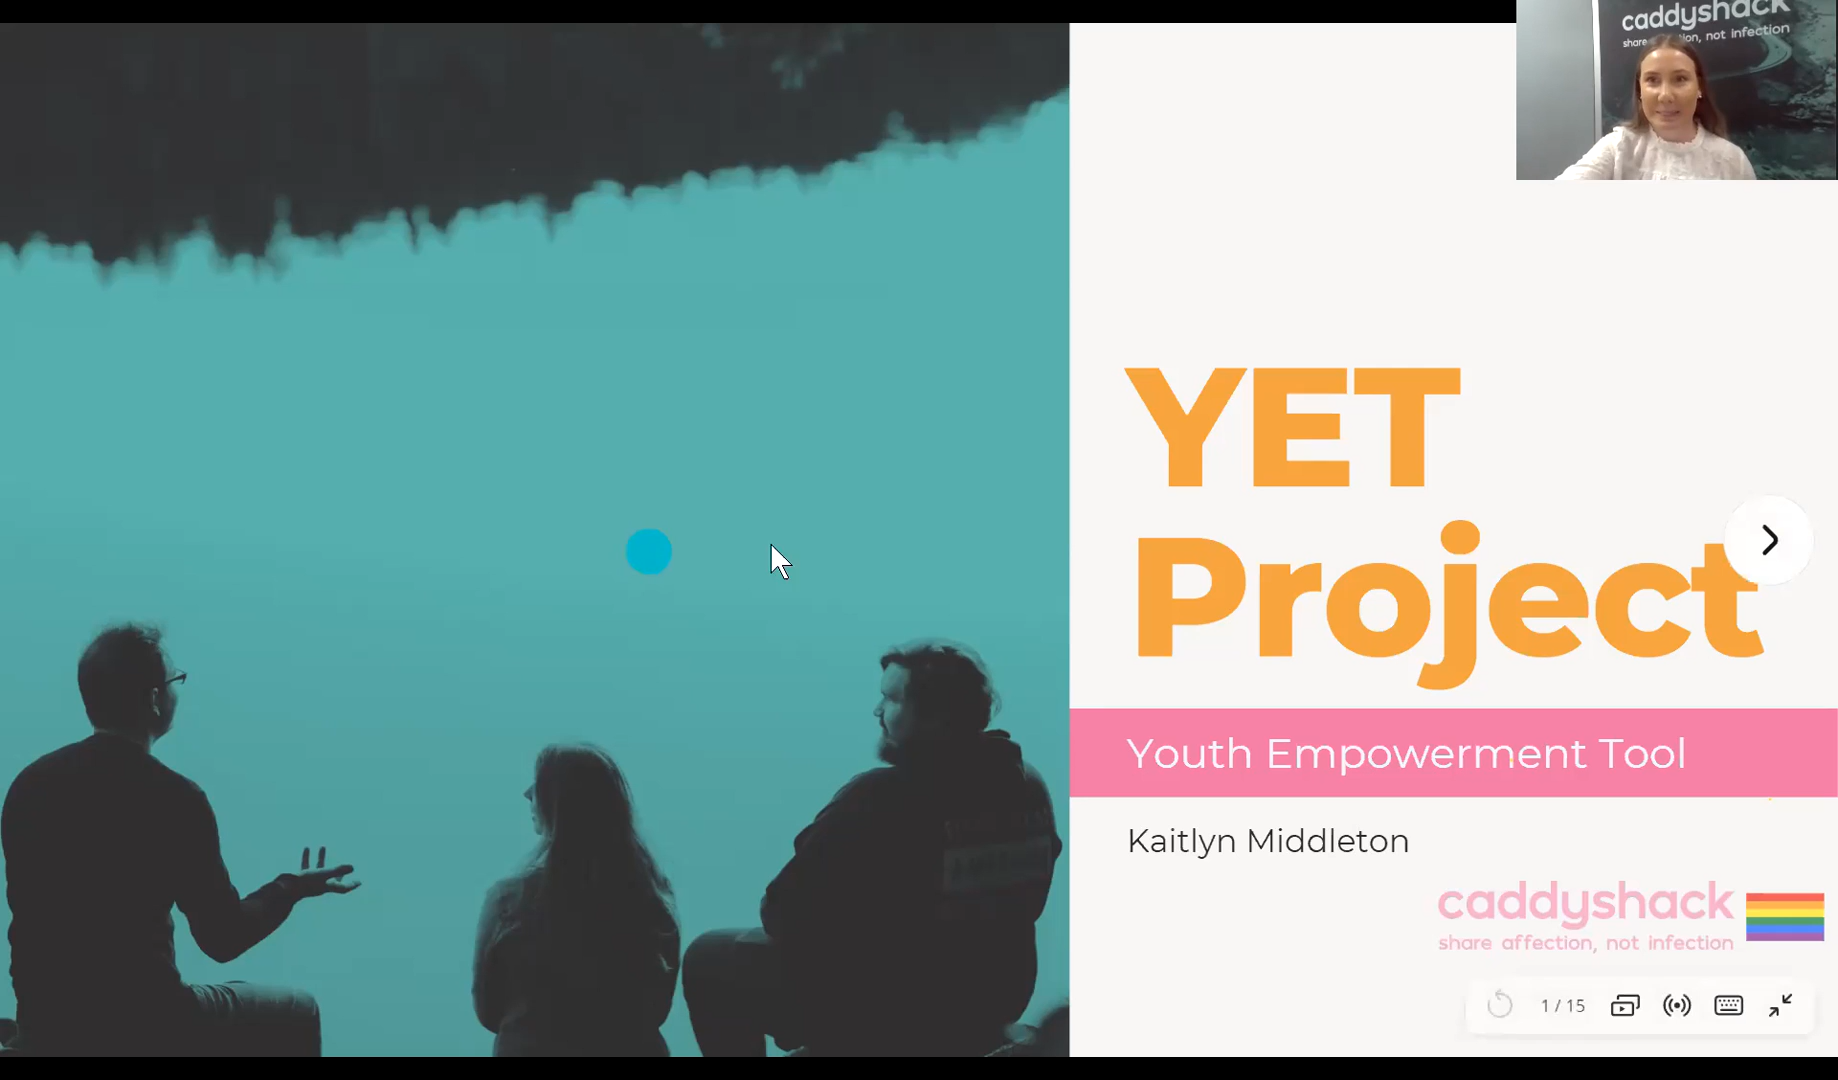 caddyshack
share ion, not infection
YET
Project
Youth Empowerment Tool
Kaitlyn Middleton
caddyshack
share affection, not infection
1 / 15